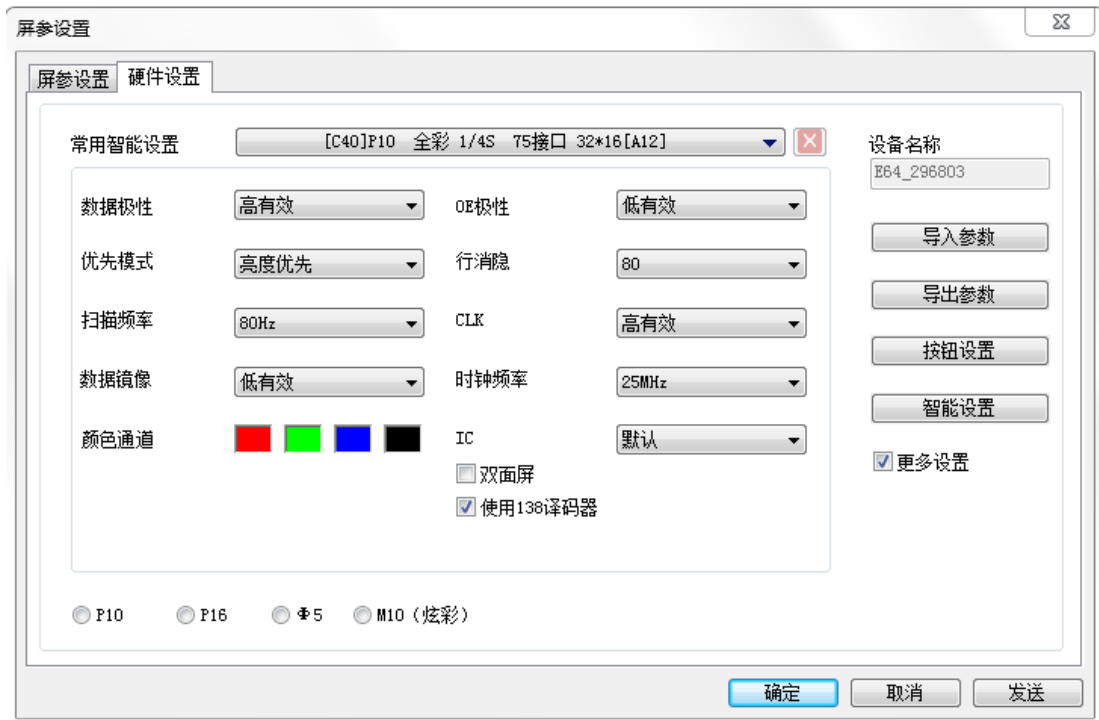 屏参设置
屏参设置 硬件设置
常用智能设置 [C40]P10 全彩 1/4S 75接口 32*16[A12] 设备名称
E64_296803
数据极性 高有效 OE极性 低有效
导入参数
优先模式 亮度优先 行消隐 80
导出参数
扫描频率 80Hz CLK 高有效
按钮设置
数据镜像 低有效 时钟频率 25MHz
智能设置
颜色通道 IC 默认
更多设置
双面屏
使用138译码器
P10 P16 Φ5 M10（炫彩）
确定 取消 发送